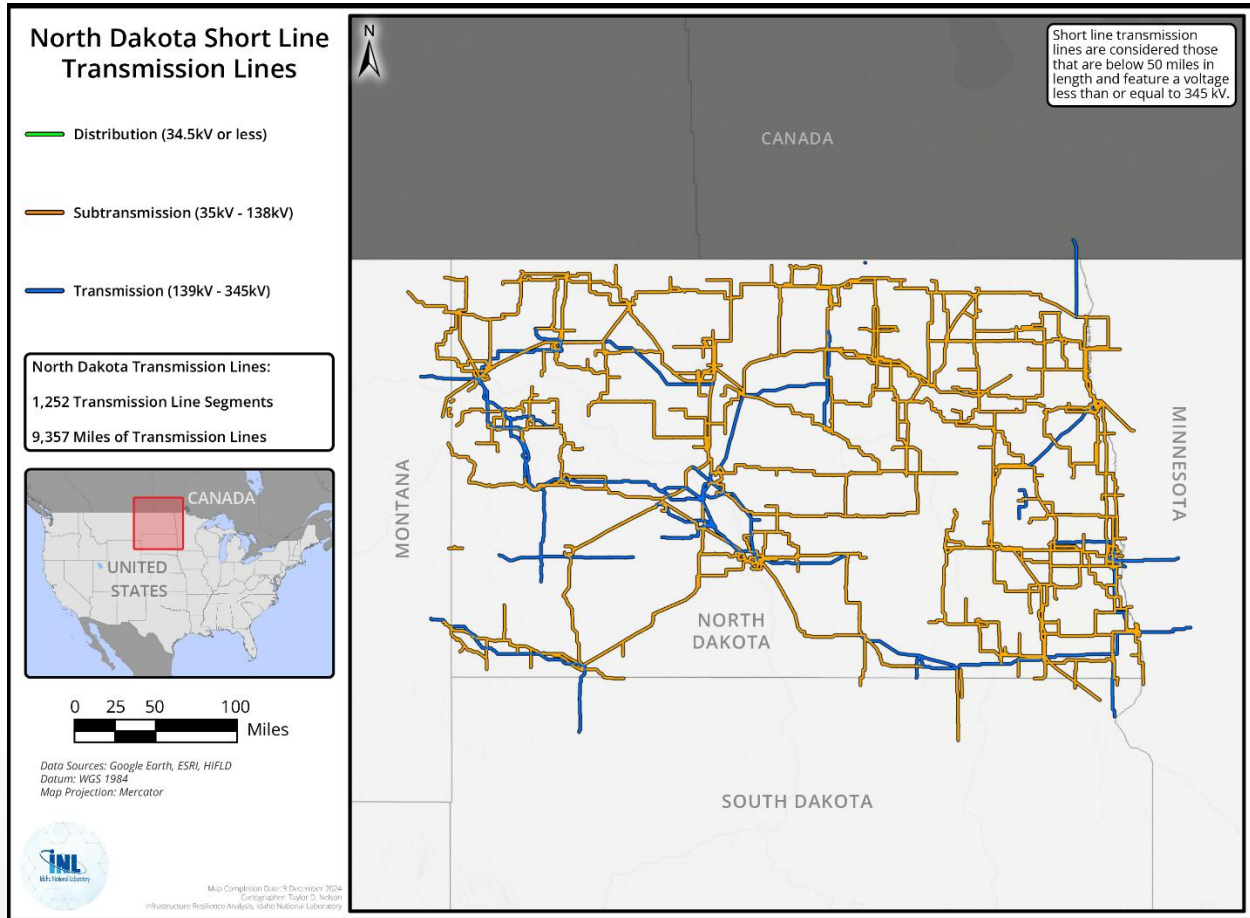 North Dakota Short Line
Transmission Lines
Distribution (34.5kV or less)
Subtransmission (35kV - 138kV)
Transmission (139kV - 345kV)
North Dakota Transmission Lines:
1,252 Transmission Line Segments
9,357 Miles of Transmission Lines
CANADA
UNITED
STATES
0 25 50 100
Miles
Data Sources: Google Earth, ESRI, HIFLD
Datum: WGS 1984
Map Projection: Mercator
INL
Idaho National Laboratory
Map Completion Date: 9 December 2024
Cartographer: Taylor D. Nelson
Infrastructure Resilience Analysis, Idaho National Laboratory
N
Short line transmission
lines are considered those
that are below 50 miles in
length and feature a voltage
less than or equal to 345 kV.
CANADA
MONTANA
MINNESOTA
NORTH
DAKOTA
SOUTH DAKOTA